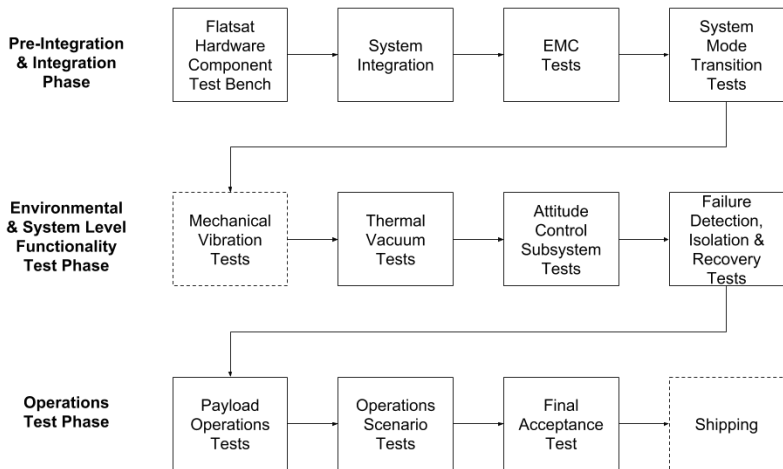 Pre-Integration
& Integration
Phase
Flatsat
Hardware
Component
Test Bench
System
Integration
EMC
Tests
System
Mode
Transition
Tests
Environmental
& System Level
Functionality
Test Phase
Mechanical
Vibration
Tests
Thermal
Vacuum
Tests
Attitude
Control
Subsystem
Tests
Failure
Detection,
Isolation &
Recovery
Tests
Operations
Test Phase
Payload
Operations
Tests
Operations
Scenario
Tests
Final
Acceptance
Test
Shipping